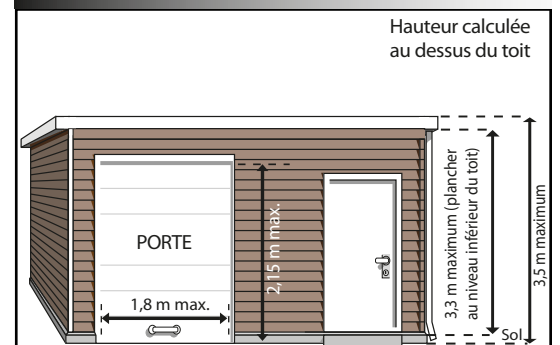 Hauteur calculée
au dessus du toit
PORTE
1,8 m max.
2,15 m max.
3,3 m maximum (plancher
au niveau inférieur du toit)
3,5 m maximum
Sol